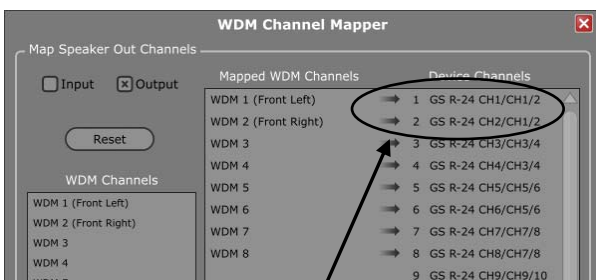 WDM Channel Mapper
Map Speaker Out Channels
Input Output
Mapped WDM Channels Device Channels
WDM 1 (Front Left) 1 GS R-24 CH1/CH1/2
WDM 2 (Front Right) 2 GS R-24 CH2/CH1/2
WDM 3 3 GS R-24 CH3/CH3/4
WDM 4 4 GS R-24 CH4/CH3/4
WDM 5 5 GS R-24 CH5/CH5/6
WDM 6 6 GS R-24 CH6/CH5/6
WDM 7 7 GS R-24 CH7/CH7/8
WDM 8 8 GS R-24 CH8/CH7/8
9 GS R-24 CH9/CH9/10
Reset
WDM Channels
WDM 1 (Front Left)
WDM 2 (Front Right)
WDM 3
WDM 4